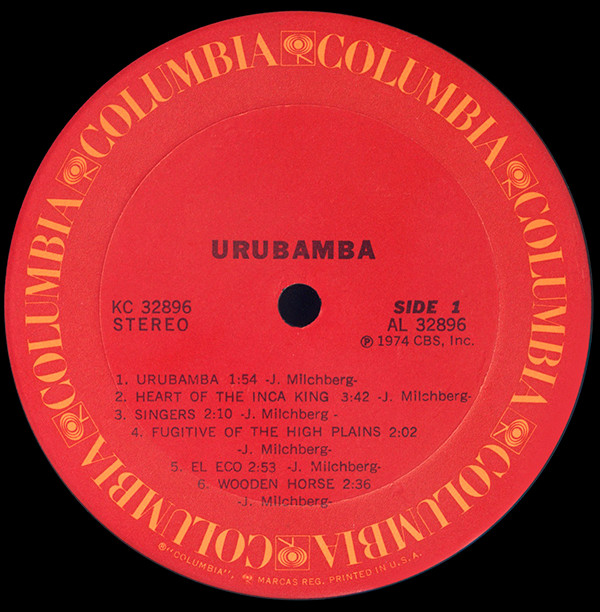 COLUMBIA COLUMBIA COLUMBIA COLUMBIA COLUMBIA COLUMBIA COLUMBIA
URUBAMBA
KC 32896
STEREO
SIDE 1
AL 32896
Ⓟ 1974 CBS, Inc.
1. URUBAMBA 1:54 -J. Milchberg-
2. HEART OF THE INCA KING 3:42 -J. Milchberg-
3. SINGERS 2:10 -J. Milchberg -
4. FUGITIVE OF THE HIGH PLAINS 2:02
-J. Milchberg-
5. EL ECO 2:53 -J. Milchberg-
6. WOODEN HORSE 2:36
-J. Milchberg-
®"COLUMBIA", MARCAS REG. PRINTED IN U.S.A.